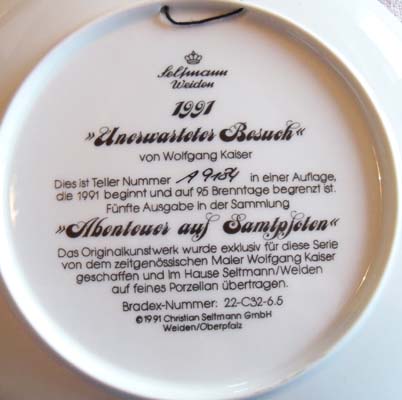 Seltmann
Weiden
1991
»Unerwarteter Besuch«
von Wolfgang Kaiser
Dies ist Teller Nummer A 9134 in einer Auflage,
die 1991 beginnt und auf 95 Brenntage begrenzt ist.
Fünfte Ausgabe in der Sammlung
»Abenteuer auf Samtpfoten«
Das Originalkunstwerk wurde exklusiv für diese Serie
von dem zeitgenössischen Maler Wolfgang Kaiser
geschaffen und im Hause Seltmann/Weiden
auf feines Porzellan übertragen.
Bradex-Nummer: 22-C32-6.5
©1991 Christian Seltmann GmbH
Weiden/Oberpfalz